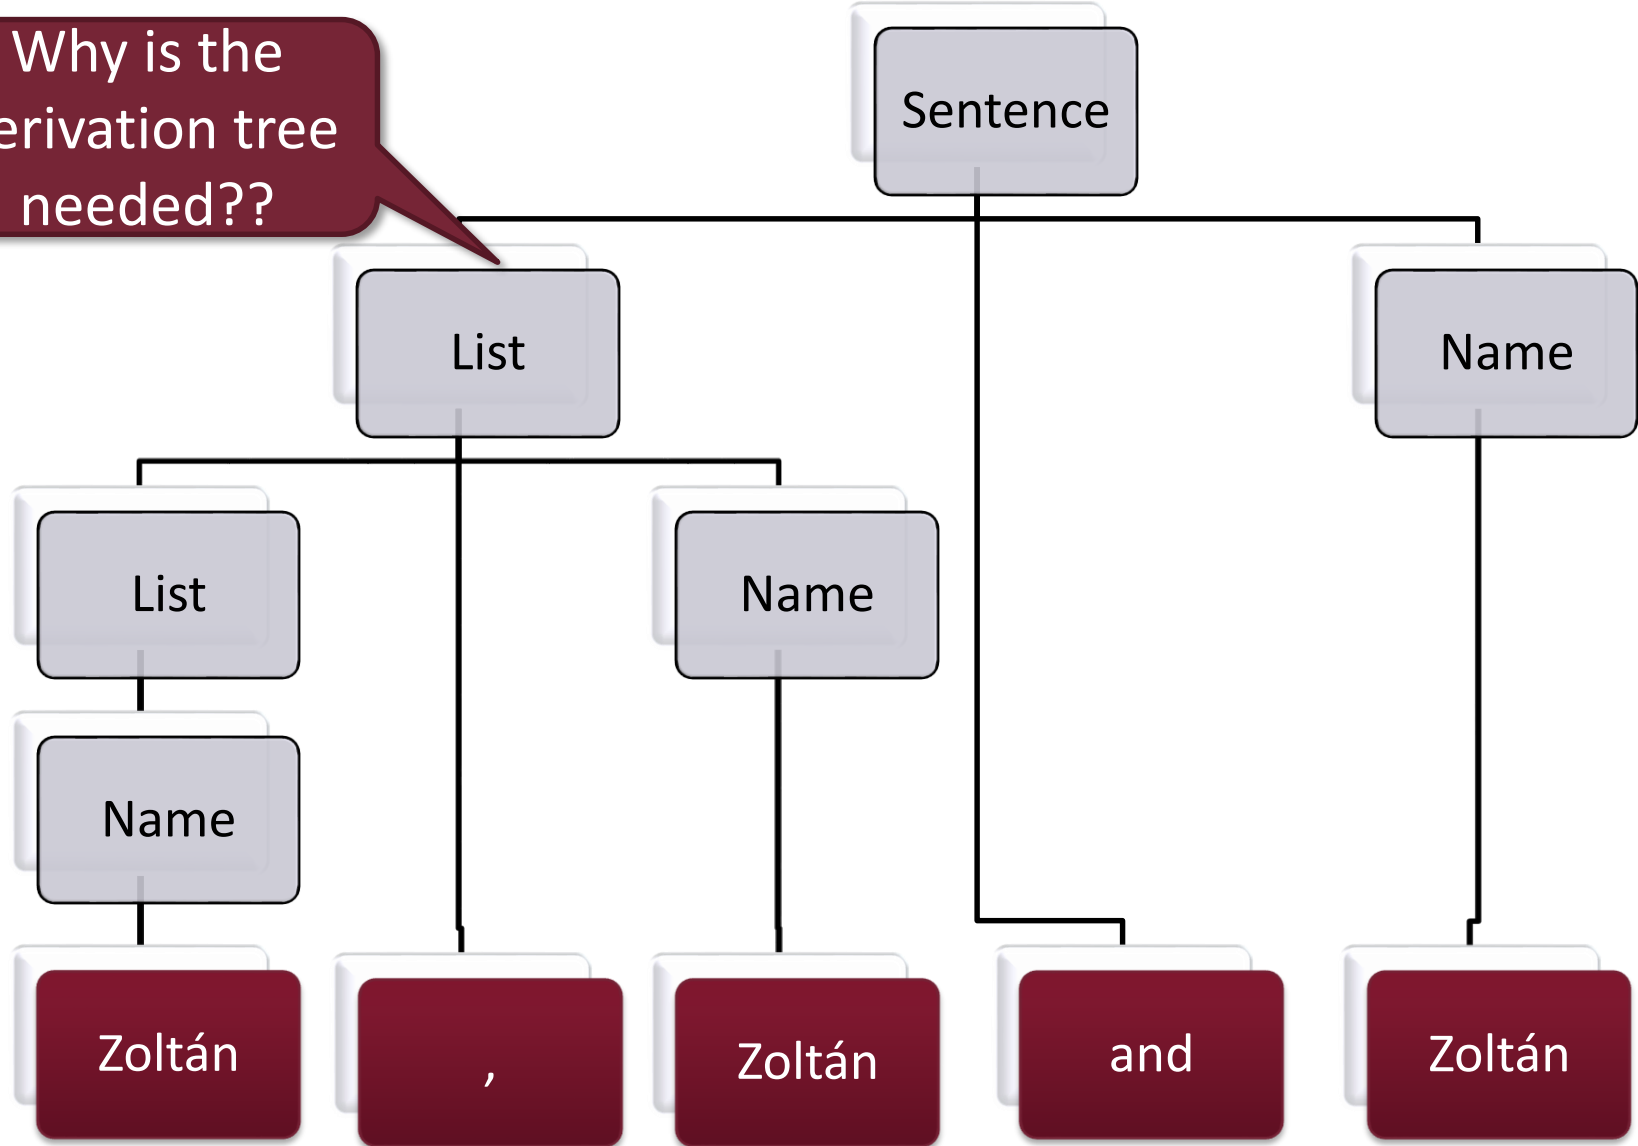 Why is the
erivation tree
needed??
Sentence
List
Name
List
Name
Name
Zoltán
,
Zoltán
and
Zoltán